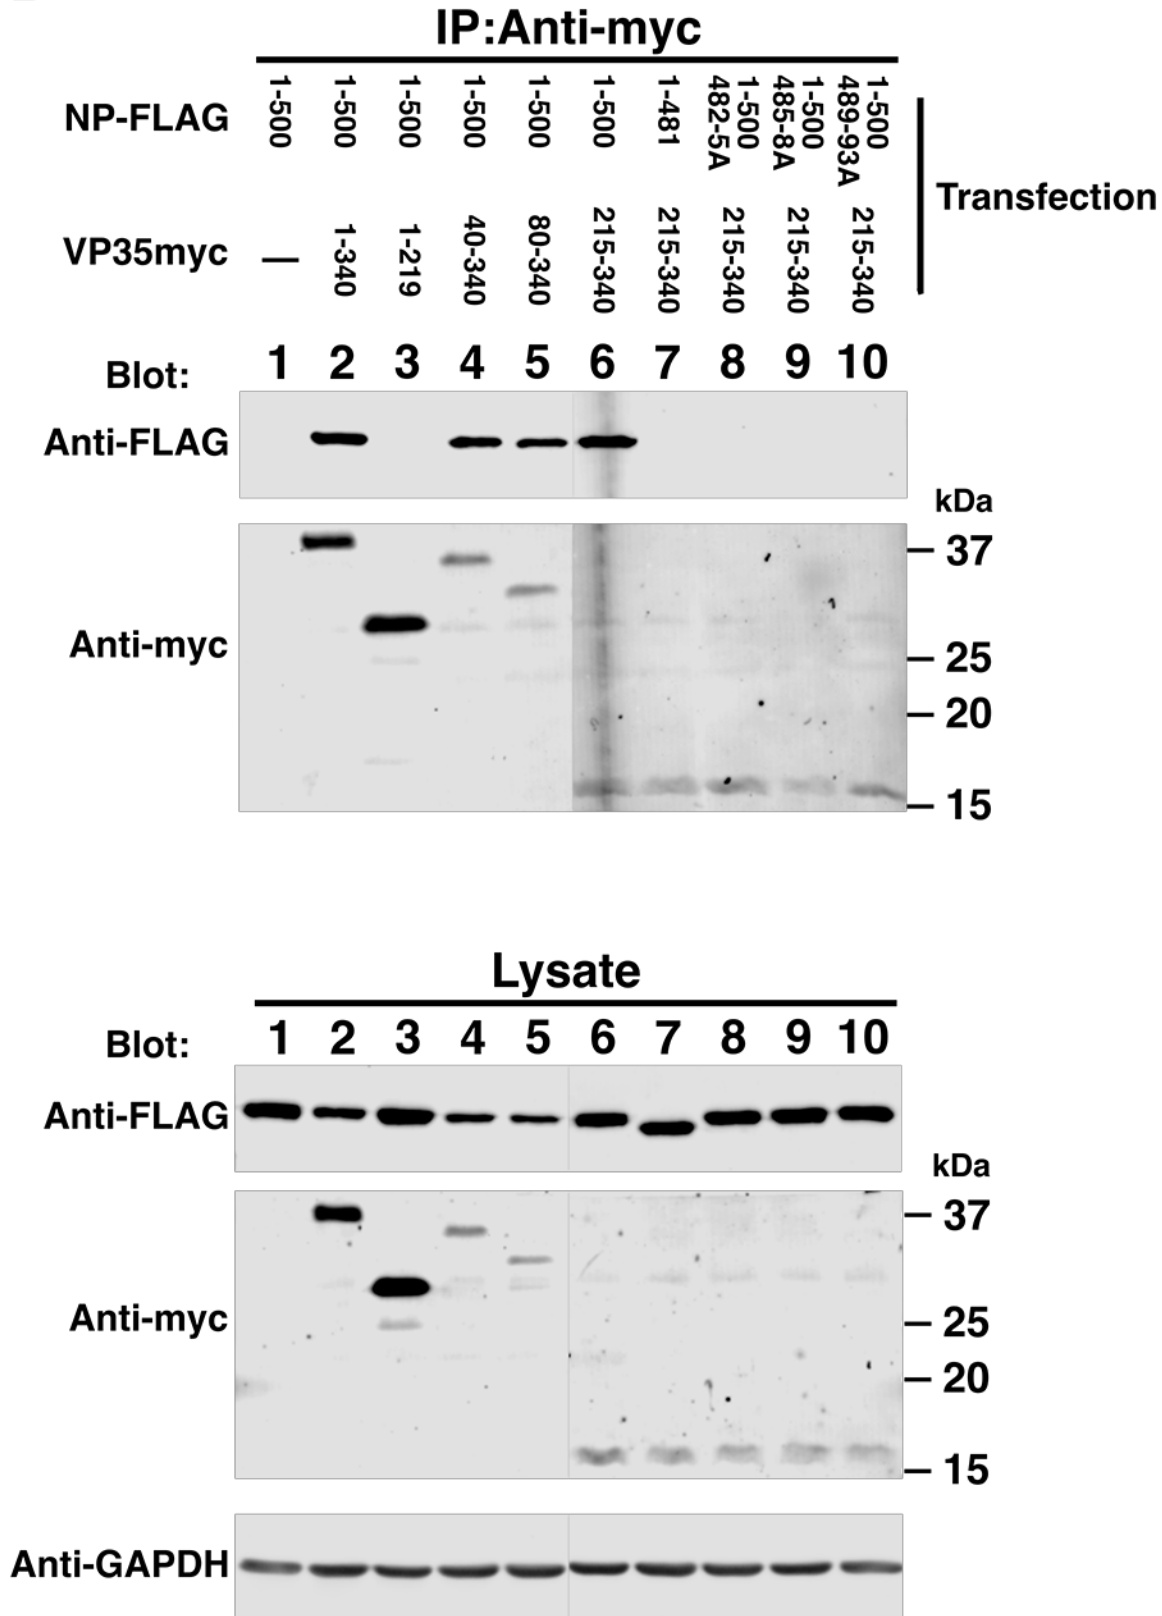 IP:Anti-myc
NP-FLAG 1-500 1-500 1-500 1-500 1-500 1-500 1-481 1-500 482-5A 1-500 485-8A 1-500 489-93A
Transfection
VP35myc — 1-340 1-219 40-340 80-340 215-340 215-340 215-340 215-340 215-340
Blot: 1 2 3 4 5 6 7 8 9 10
Anti-FLAG
kDa
37
Anti-myc
25
20
15
Lysate
Blot: 1 2 3 4 5 6 7 8 9 10
Anti-FLAG
kDa
37
Anti-myc
25
20
15
Anti-GAPDH